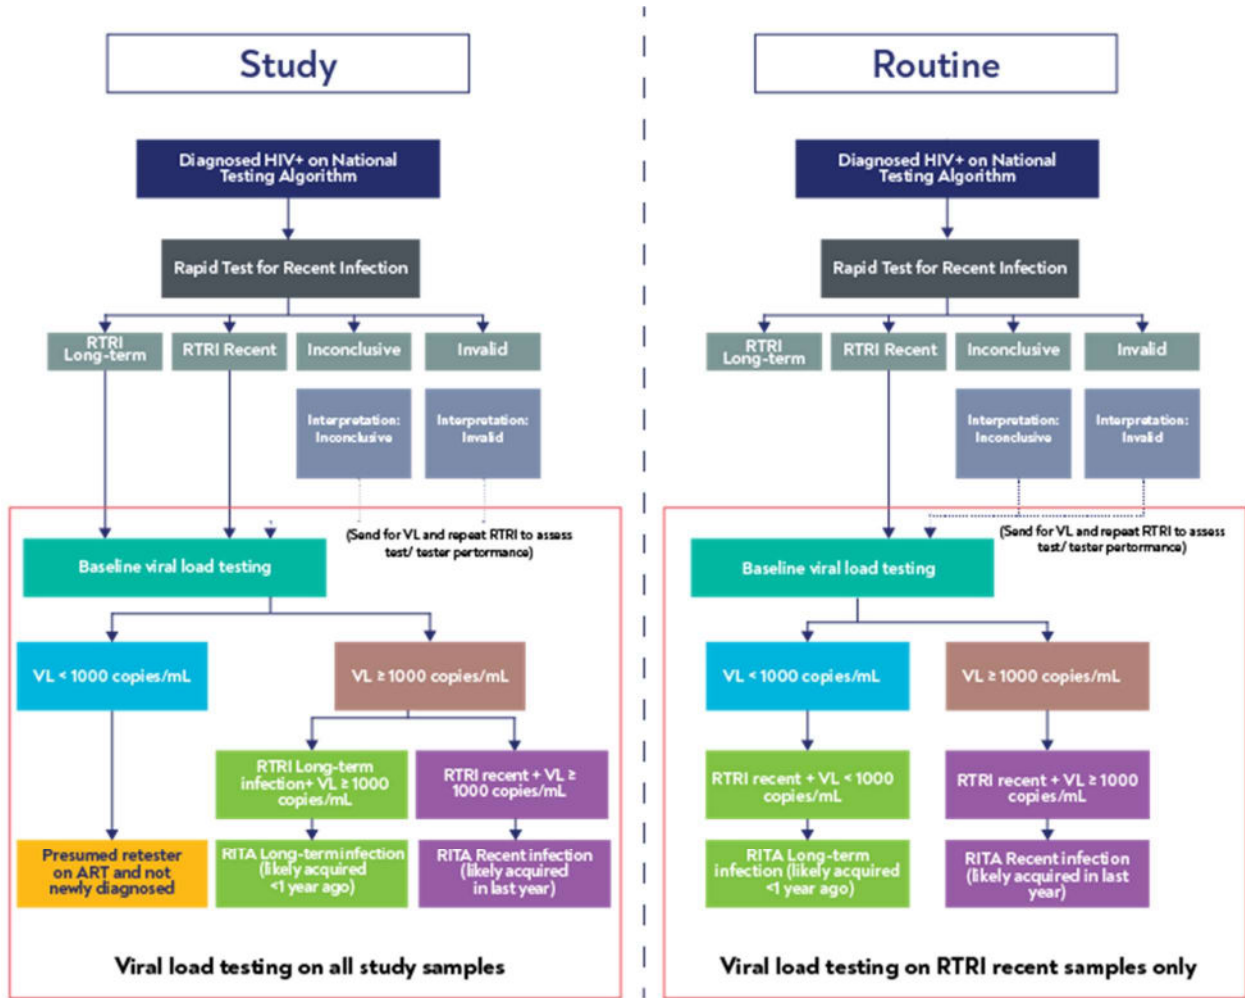 Study
Diagnosed HIV+ on National
Testing Algorithm
Rapid Test for Recent Infection
RTRI
Long-term
RTRI Recent
Inconclusive
Invalid
Interpretation:
Inconclusive
Interpretation:
Invalid
(Send for VL and repeat RTRI to assess
test/ tester pertormance)
Baseline viral load testing
VL < 1000 copies/mL
VL ≥ 1000 copies/mL
RTRI Long-term
infection+ VL ≥ 1000
copies/mL
RTRI recent + VL ≥
1000 copies/mL
Presumed retester
on ART and not
newly diagnosed
RITA Long-term infection
(likely acquired
<1 year ago)
RITA Recent infection
(likely acquired
in last year)
Viral load testing on all study samples
Routine
Diagnosed HIV+ on National
Testing Algorithm
Rapid Test for Recent Infection
RTRI
Long-term
RTRI Recent
Inconclusive
Invalid
Interpretation:
Inconclusive
Interpretation:
Invalid
(Send for VL and repeat RTRI to assess
test/ tester pertormance)
Baseline viral load testing
VL < 1000 copies/mL
VL ≥ 1000 copies/mL
RTRI recent + VL < 1000
copies/mL
RTRI recent + VL ≥ 1000
copies/mL
RITA Long-term
infection (likely acquired
<1 year ago)
RITA Recent infection
(likely acquired in last
year)
Viral load testing on RTRI recent samples only